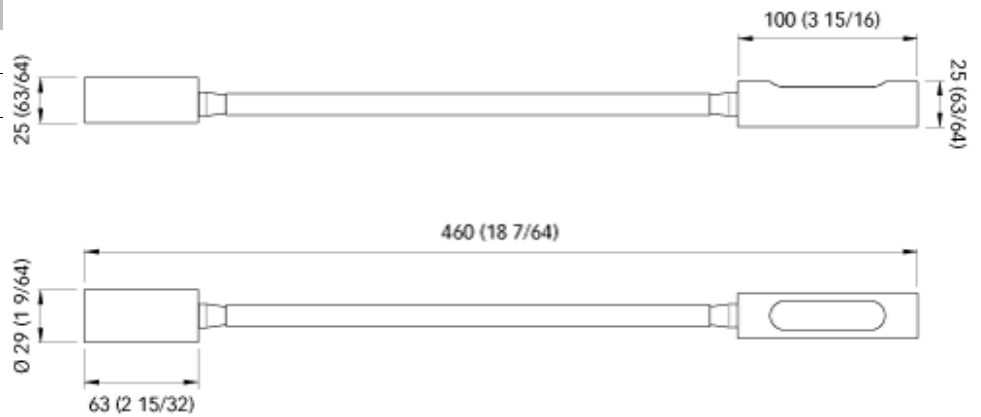 100 (3 15/16)
25 (63/64)
25 (63/64)
460 (18 7/64)
Ø 29 (1 9/64)
63 (2 15/32)